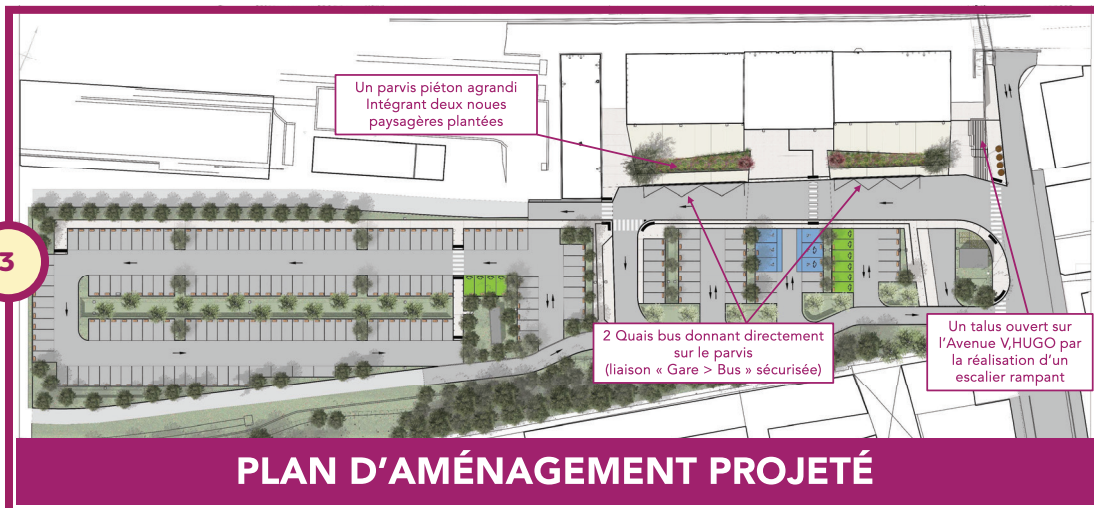 Un parvis piéton agrandi
Intégrant deux noues
paysagères plantées
3
2 Quais bus donnant directement
sur le parvis
(liaison « Gare > Bus » sécurisée)
Un talus ouvert sur
l'Avenue V,HUGO par
la réalisation d'un
escalier rampant
PLAN D'AMÉNAGEMENT PROJETÉ